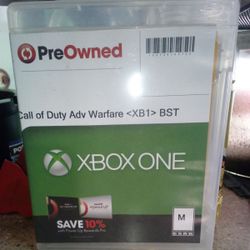 PreOwned
Call of Duty Adv Warfare <XB1> BST
XBOX ONE
SAVE 10%
M